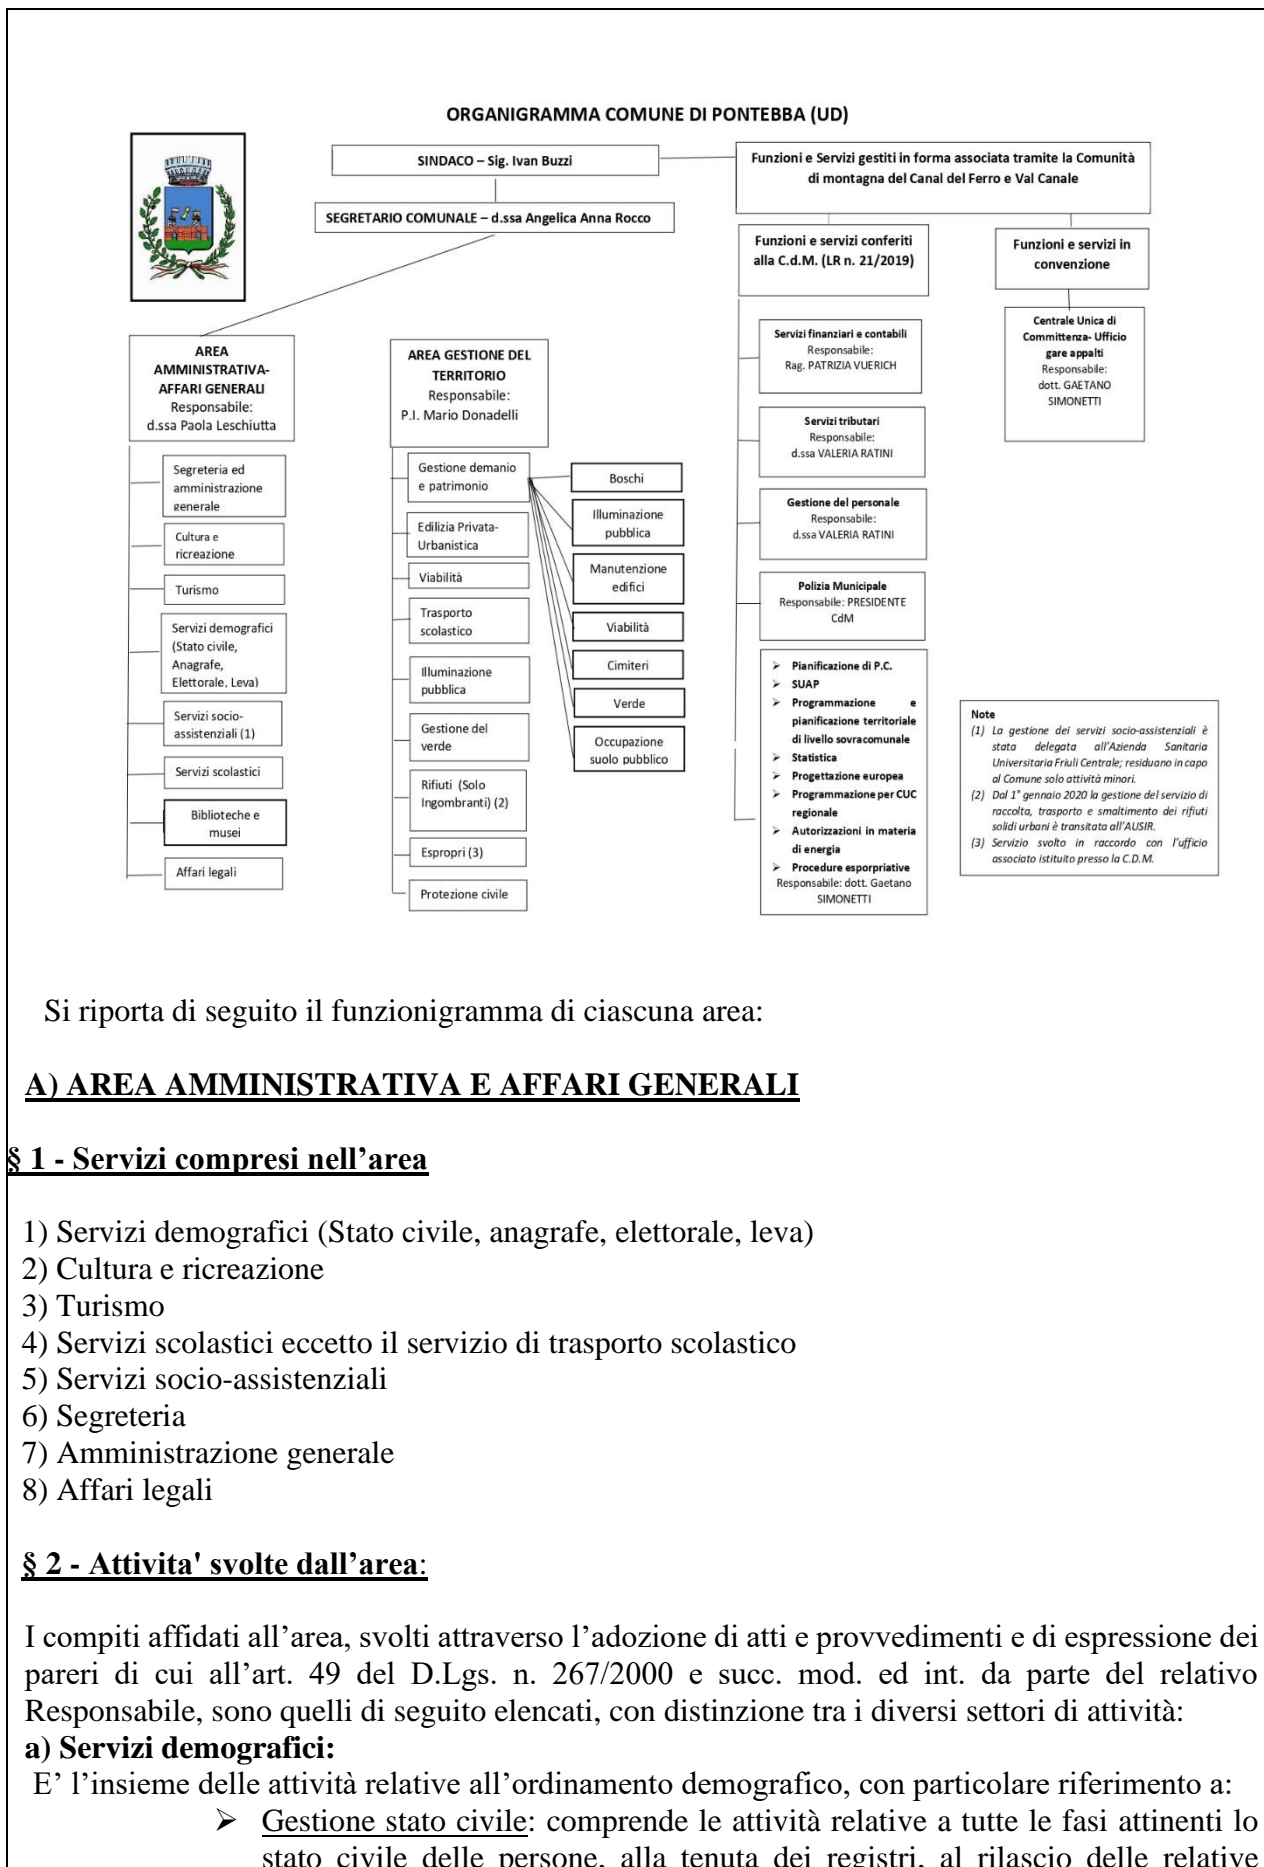 ORGANIGRAMMA COMUNE DI PONTEBBA (UD)
SINDACO – Sig. Ivan Buzzi
SEGRETARIO COMUNALE – d.ssa Angelica Anna Rocco
Funzioni e Servizi gestiti in forma associata tramite la Comunità
di montagna del Canal del Ferro e Val Canale
Funzioni e servizi conferiti
alla C.d.M. (LR n. 21/2019)
Funzioni e servizi in
convenzione
AREA
AMMINISTRATIVA-
AFFARI GENERALI
Responsabile:
d.ssa Paola Leschiutta
Segreteria ed
amministrazione
generale
Cultura e
ricreazione
Turismo
Servizi demografici
(Stato civile,
Anagrafe,
Elettorale, Leva)
Servizi socio-
assistenziali (1)
Servizi scolastici
Biblioteche e
musei
Affari legali
AREA GESTIONE DEL
TERRITORIO
Responsabile:
P.I. Mario Donadelli
Gestione demanio
e patrimonio
Edilizia Privata-
Urbanistica
Viabilità
Trasporto
scolastico
Illuminazione
pubblica
Gestione del
verde
Rifiuti (Solo
Ingombranti) (2)
Espropri (3)
Protezione civile
Boschi
Illuminazione
pubblica
Manutenzione
edifici
Viabilità
Cimiteri
Verde
Occupazione
suolo pubblico
Servizi finanziari e contabili
Responsabile:
Rag. PATRIZIA VUERICH
Servizi tributari
Responsabile:
d.ssa VALERIA RATINI
Gestione del personale
Responsabile:
d.ssa VALERIA RATINI
Polizia Municipale
Responsabile: PRESIDENTE
CdM
➢ Pianificazione di P.C.
➢ SUAP
➢ Programmazione e
pianificazione territoriale
di livello sovracomunale
➢ Statistica
➢ Progettazione europea
➢ Programmazione per CUC
regionale
➢ Autorizzazioni in materia
di energia
➢ Procedure esporpriative
Responsabile: dott. Gaetano
SIMONETTI
Centrale Unica di
Committenza- Ufficio
gare appalti
Responsabile:
dott. GAETANO
SIMONETTI
Note
(1) La gestione dei servizi socio-assistenziali è
stata delegata all'Azienda Sanitaria
Universitaria Friuli Centrale; residuano in capo
al Comune solo attività minori.
(2) Dal 1° gennaio 2020 la gestione del servizio di
raccolta, trasporto e smaltimento dei rifiuti
solidi urbani è transitata all'AUSIR.
(3) Servizio svolto in raccordo con l'ufficio
associato istituito presso la C.D.M.
Si riporta di seguito il funzionigramma di ciascuna area:
A) AREA AMMINISTRATIVA E AFFARI GENERALI
§ 1 - Servizi compresi nell’area
1) Servizi demografici (Stato civile, anagrafe, elettorale, leva)
2) Cultura e ricreazione
3) Turismo
4) Servizi scolastici eccetto il servizio di trasporto scolastico
5) Servizi socio-assistenziali
6) Segreteria
7) Amministrazione generale
8) Affari legali
§ 2 - Attivita' svolte dall’area:
I compiti affidati all’area, svolti attraverso l’adozione di atti e provvedimenti e di espressione dei
pareri di cui all’art. 49 del D.Lgs. n. 267/2000 e succ. mod. ed int. da parte del relativo
Responsabile, sono quelli di seguito elencati, con distinzione tra i diversi settori di attività:
a) Servizi demografici:
E’ l’insieme delle attività relative all’ordinamento demografico, con particolare riferimento a:
➢ Gestione stato civile: comprende le attività relative a tutte le fasi attinenti lo
stato civile delle persone, alla tenuta dei registri, al rilascio delle relative